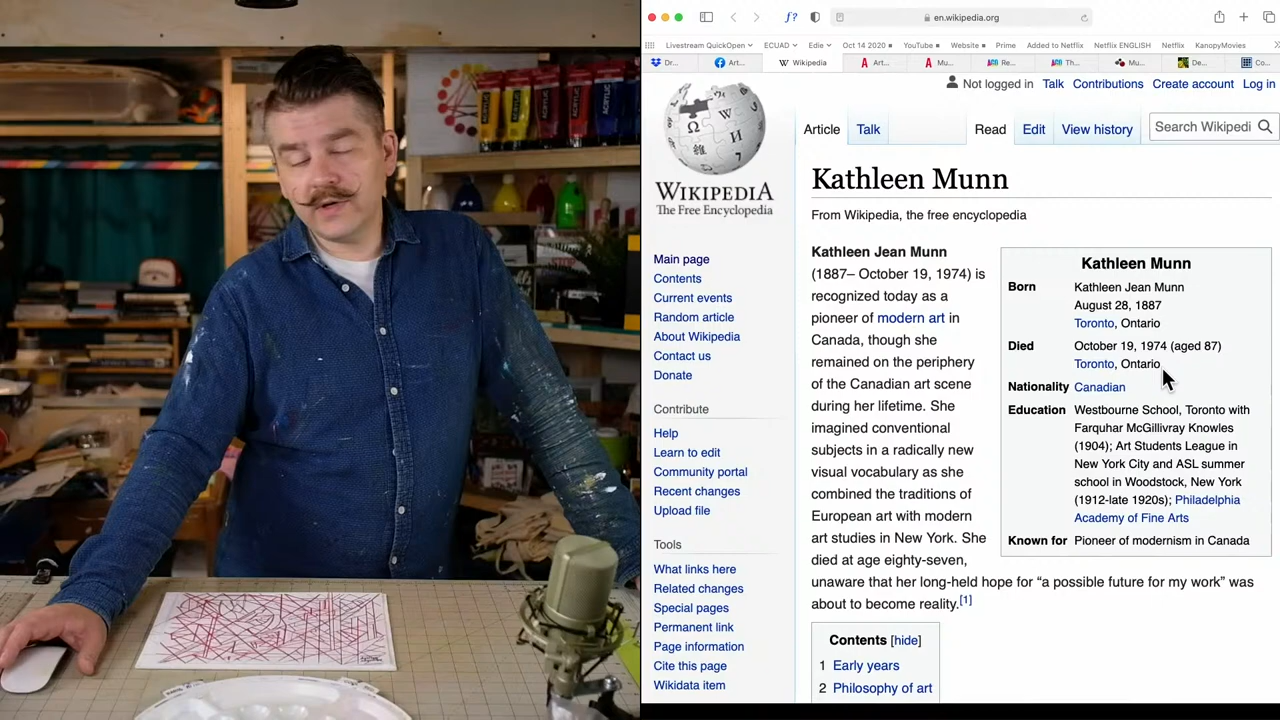 en.wikipedia.org
Livestream QuickOpen ECUAD Edie Oct 14 2020 YouTube Website Prime Added to Netflix Netflix ENGLISH Netflix KanopyMovies
Dr... Art... Wikipedia Art... Mu... Re... Th... Mu... De... Co...
Not logged in Talk Contributions Create account Log in
Article Talk Read Edit View history Search Wikipedi
WIKIPEDIA
The Free Encyclopedia
Main page
Contents
Current events
Random article
About Wikipedia
Contact us
Donate
Contribute
Help
Learn to edit
Community portal
Recent changes
Upload file
Tools
What links here
Related changes
Special pages
Permanent link
Page information
Cite this page
Wikidata item
Kathleen Munn
From Wikipedia, the free encyclopedia
Kathleen Jean Munn
(1887– October 19, 1974) is
recognized today as a
pioneer of modern art in
Canada, though she
remained on the periphery
of the Canadian art scene
during her lifetime. She
imagined conventional
subjects in a radically new
visual vocabulary as she
combined the traditions of
European art with modern
art studies in New York. She
died at age eighty-seven,
unaware that her long-held hope for “a possible future for my work” was
about to become reality.[1]
Kathleen Munn
Born Kathleen Jean Munn
August 28, 1887
Toronto, Ontario
Died October 19, 1974 (aged 87)
Toronto, Ontario
Nationality Canadian
Education Westbourne School, Toronto with
Farquhar McGillivray Knowles
(1904); Art Students League in
New York City and ASL summer
school in Woodstock, New York
(1912-late 1920s); Philadelphia
Academy of Fine Arts
Known for Pioneer of modernism in Canada
Contents [hide]
1 Early years
2 Philosophy of art